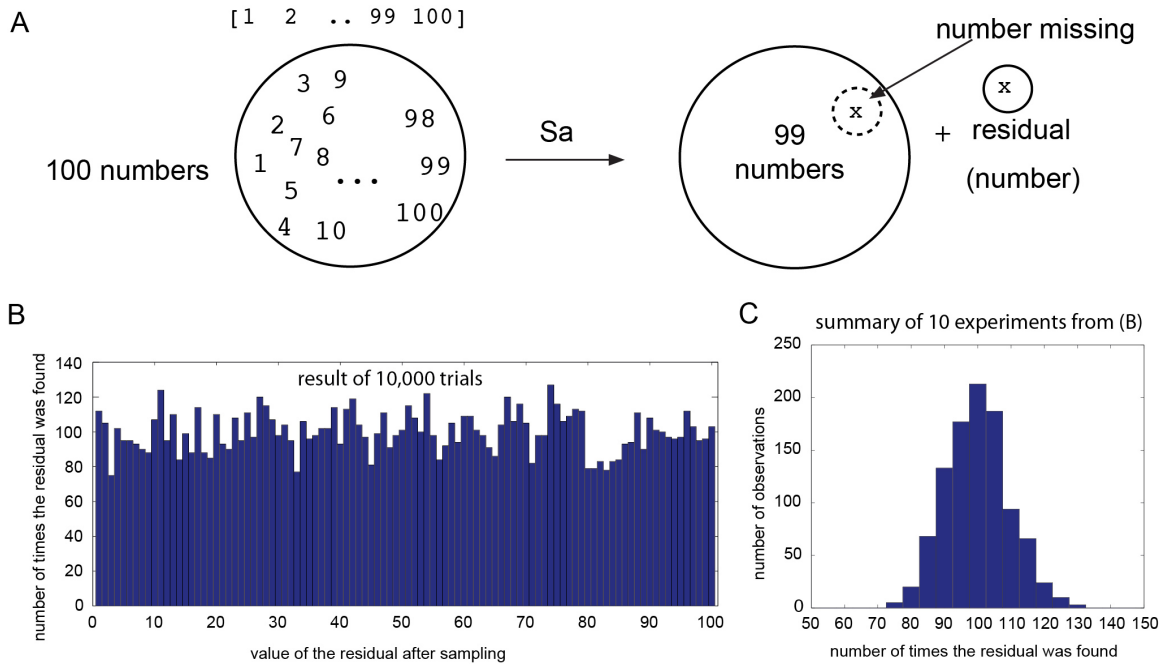 A
[1 2 .. 99 100]
number missing
3 9
6
2
7
1
8
5
4
10
...
98
99
100
100 numbers
Sa
99
numbers
x
+
x
residual
(number)
B
result of 10,000 trials
number of times the residual was found
140
120
100
80
60
40
20
0
0 10 20 30 40 50 60 70 80 90 100
value of the residual after sampling
C
summary of 10 experiments from (B)
number of observations
250
200
150
100
50
0
50 60 70 80 90 100 110 120 130 140 150
number of times the residual was found